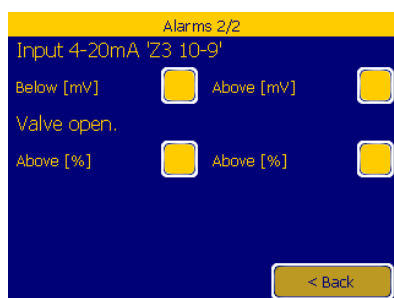 Alarms 2/2
Input 4-20mA 'Z3 10-9'
Below [mV] Above [mV]
Valve open.
Above [%] Above [%]
< Back